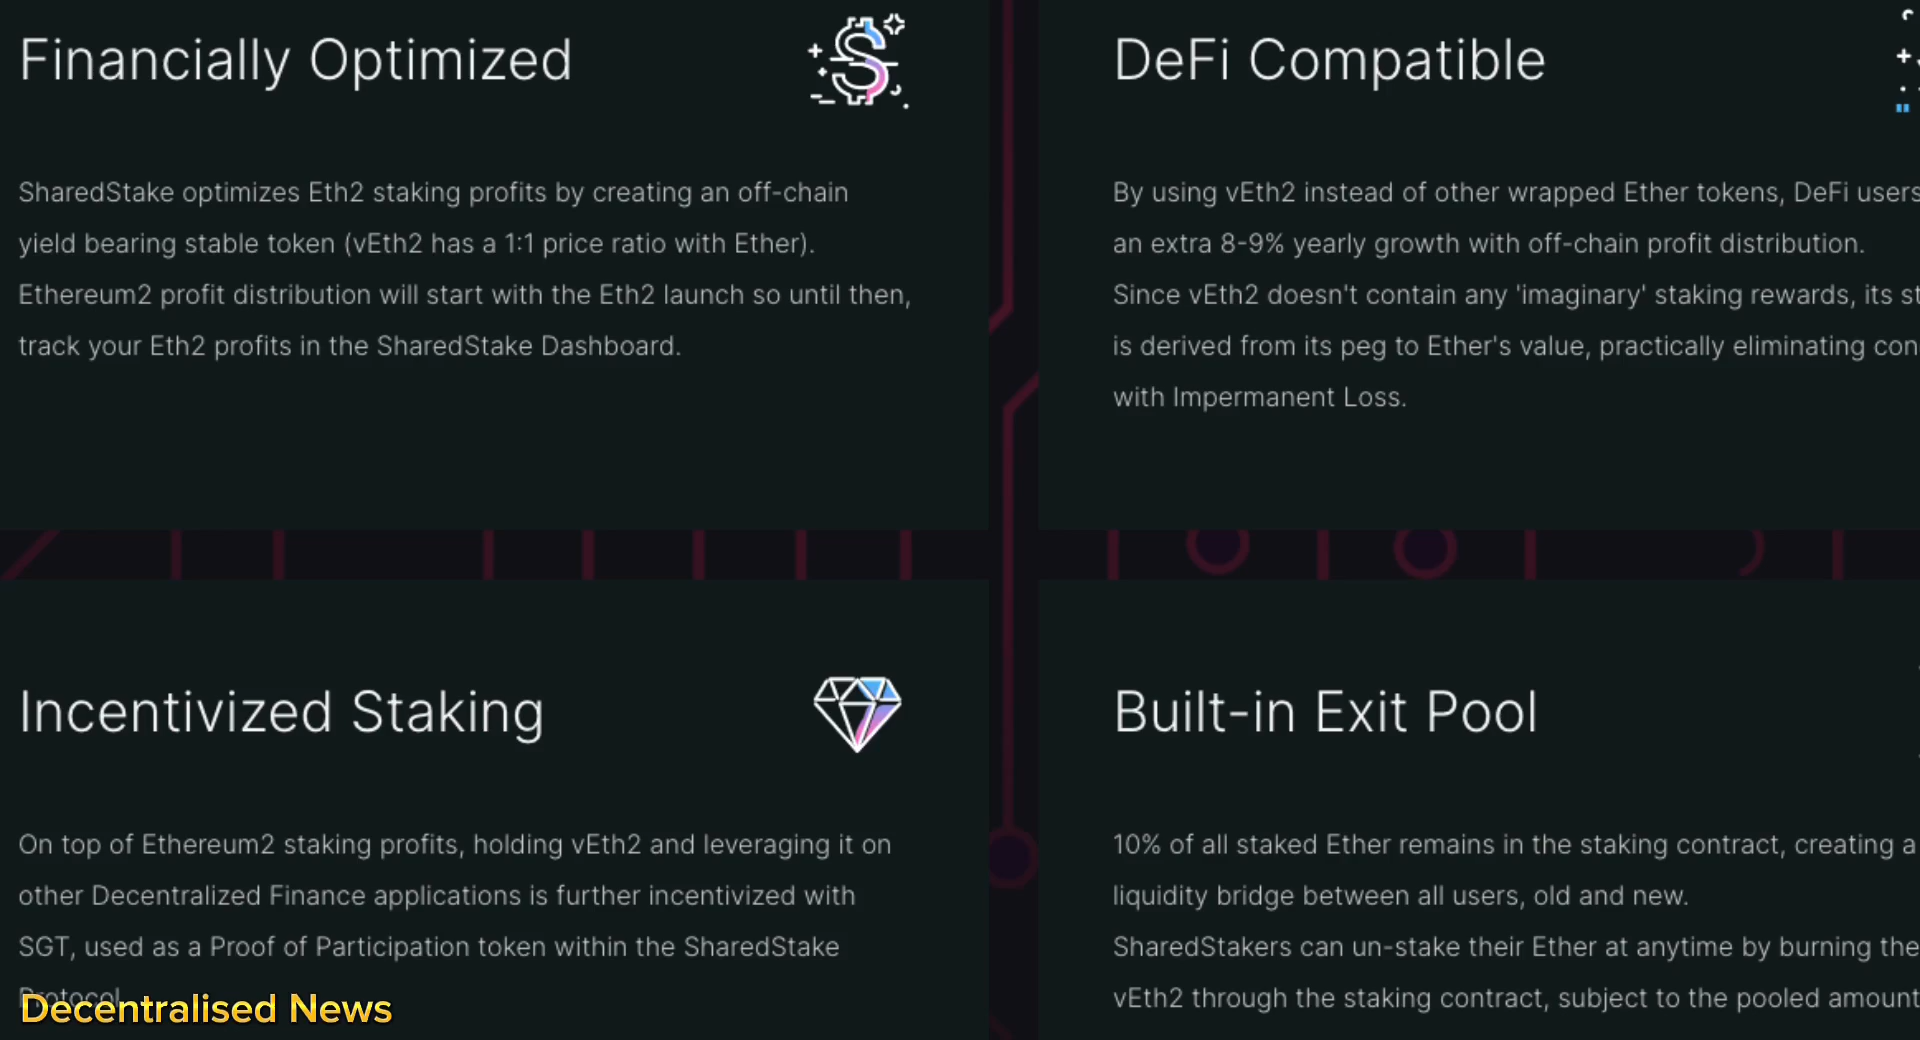 Financially Optimized
SharedStake optimizes Eth2 staking profits by creating an off-chain
yield bearing stable token (vEth2 has a 1:1 price ratio with Ether).
Ethereum2 profit distribution will start with the Eth2 launch so until then,
track your Eth2 profits in the SharedStake Dashboard.
DeFi Compatible
By using vEth2 instead of other wrapped Ether tokens, DeFi users
an extra 8-9% yearly growth with off-chain profit distribution.
Since vEth2 doesn't contain any 'imaginary' staking rewards, its
is derived from its peg to Ether's value, practically eliminating
with Impermanent Loss.
Incentivized Staking
On top of Ethereum2 staking profits, holding vEth2 and leveraging it on
other Decentralized Finance applications is further incentivized with
SGT, used as a Proof of Participation token within the SharedStake
Protocol
Decentralised News
Built-in Exit Pool
10% of all staked Ether remains in the staking contract, creating a
liquidity bridge between all users, old and new.
SharedStakers can un-stake their Ether at anytime by burning
vEth2 through the staking contract, subject to the pooled amount